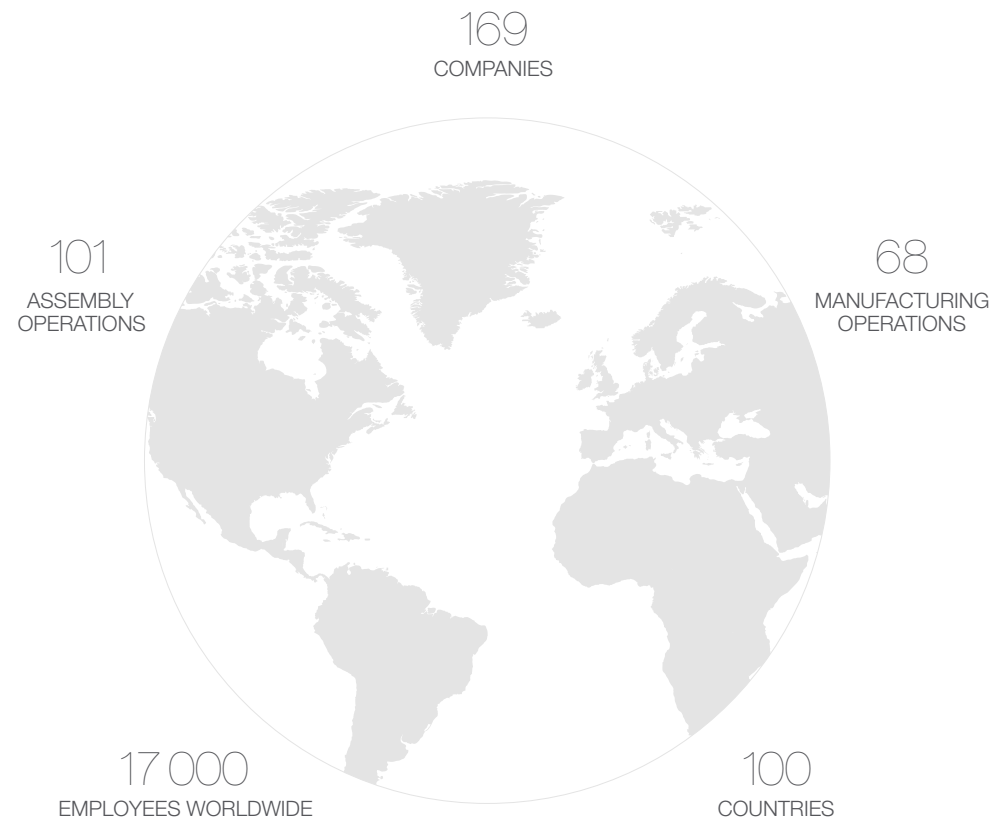 169
COMPANIES
101
ASSEMBLY
OPERATIONS
68
MANUFACTURING
OPERATIONS
17 000
EMPLOYEES WORLDWIDE
100
COUNTRIES